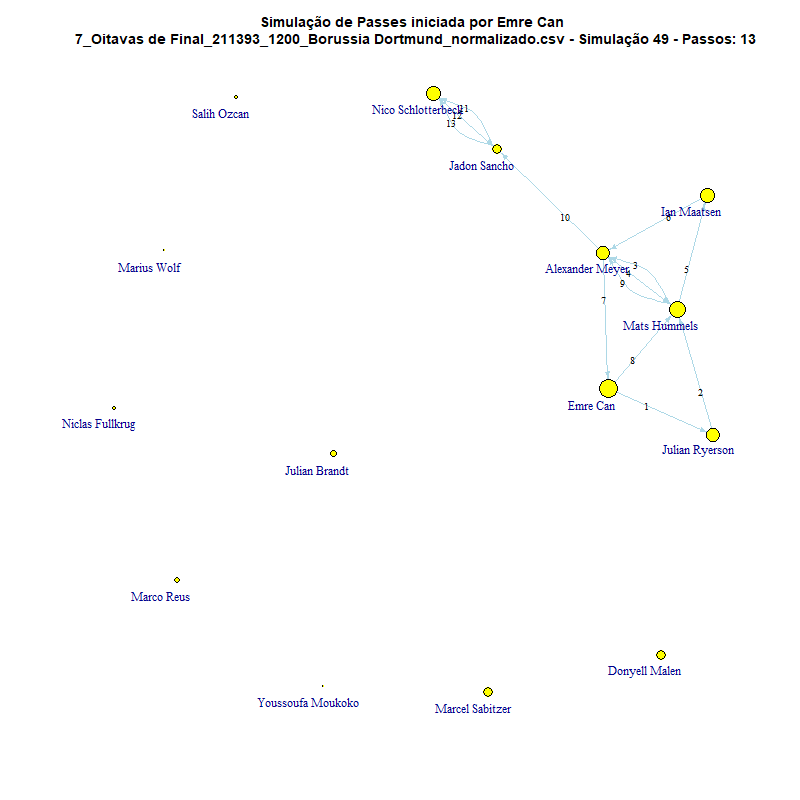 Simulação de Passes iniciada por Emre Can
7_Oitavas de Final_211393_1200_Borussia Dortmund_normalizado.csv - Simulação 49 - Passos: 13
Salih Ozcan
Nico Schlotterbeck
11
12
13
Jadon Sancho
Ian Maatsen
6
10
Marius Wolf
Alexander Meyer
3
4
5
9
7
Mats Hummels
8
2
Emre Can
1
Niclas Fullkrug
Julian Ryerson
Julian Brandt
Marco Reus
Donyell Malen
Youssoufa Moukoko
Marcel Sabitzer